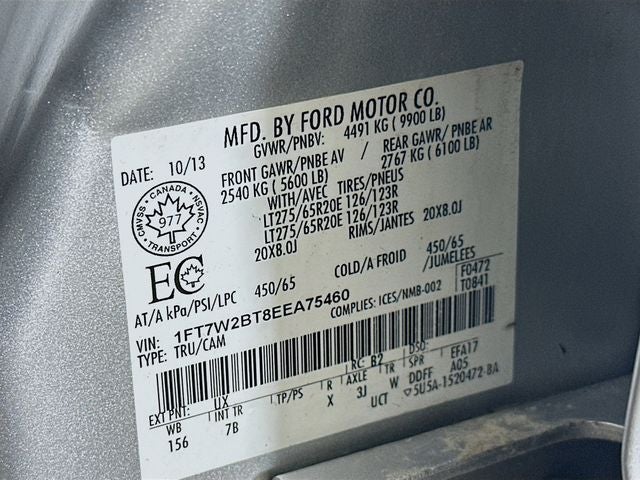 MFD. BY FORD MOTOR CO.
DATE: 10/13
GVWR/PNBV: 4491 KG ( 9900 LB)
FRONT GAWR/PNBE AV / REAR GAWR/ PNBE AR
2540 KG ( 5600 LB) 2767 KG ( 6100 LB)
WITH/AVEC TIRES/PNEUS
LT275/65R20E 126/123R
LT275/65R20E 126/123R
RIMS/JANTES 20X8.0J
20X8.0J
CANADA
CMVSS
977
NSVAC
TRANSPORT
EC
AT/A kPa/PSI/LPC 450/65 COLD/A FROID 450/65
/JUMELEES
VIN: 1FT7W2BT8EEA75460
COMPLIES: ICES/NMB-002
F0472
T0841
TYPE: TRU/CAM
EXT PNT: UX RC: B2 DSO:
WB INT TR TP/PS R AXLE TR SPR EFA17
156 7B X 3J W DDFF A05
UCT ▽5U5A-1520472-BA